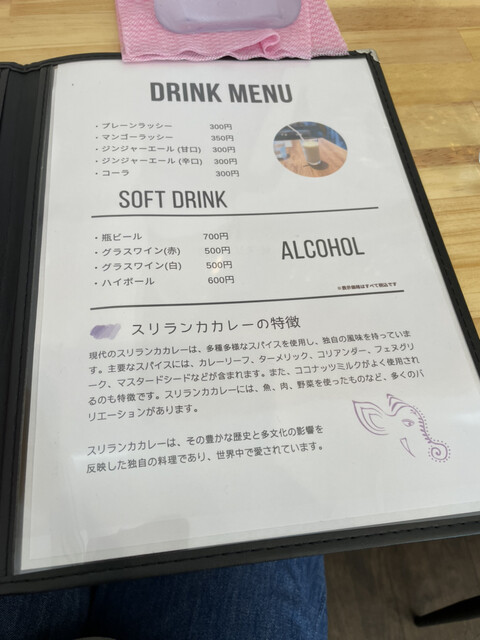 DRINK MENU
・プレーンラッシー 300円
・マンゴーラッシー 350円
・ジンジャーエール (甘口) 300円
・ジンジャーエール (辛口) 300円
・コーラ 300円
SOFT DRINK
・瓶ビール 700円
・グラスワイン(赤) 500円
・グラスワイン(白) 500円
・ハイボール 600円
ALCOHOL
※表示価格はすべて税込です
スリランカカレーの特徴
現代のスリランカカレーは、多種多様なスパイスを使用し、独自の風味を持っていま
す。主要なスパイスには、カレーリーフ、ターメリック、コリアンダー、フェヌグリ
ーク、マスタードシードなどが含まれます。また、ココナッツミルクがよく使用され
るのも特徴です。スリランカカレーには、魚、肉、野菜を使ったものなど、多くのバ
リエーションがあります。
スリランカカレーは、その豊かな歴史と多文化の影響を
反映した独自の料理であり、世界中で愛されています。